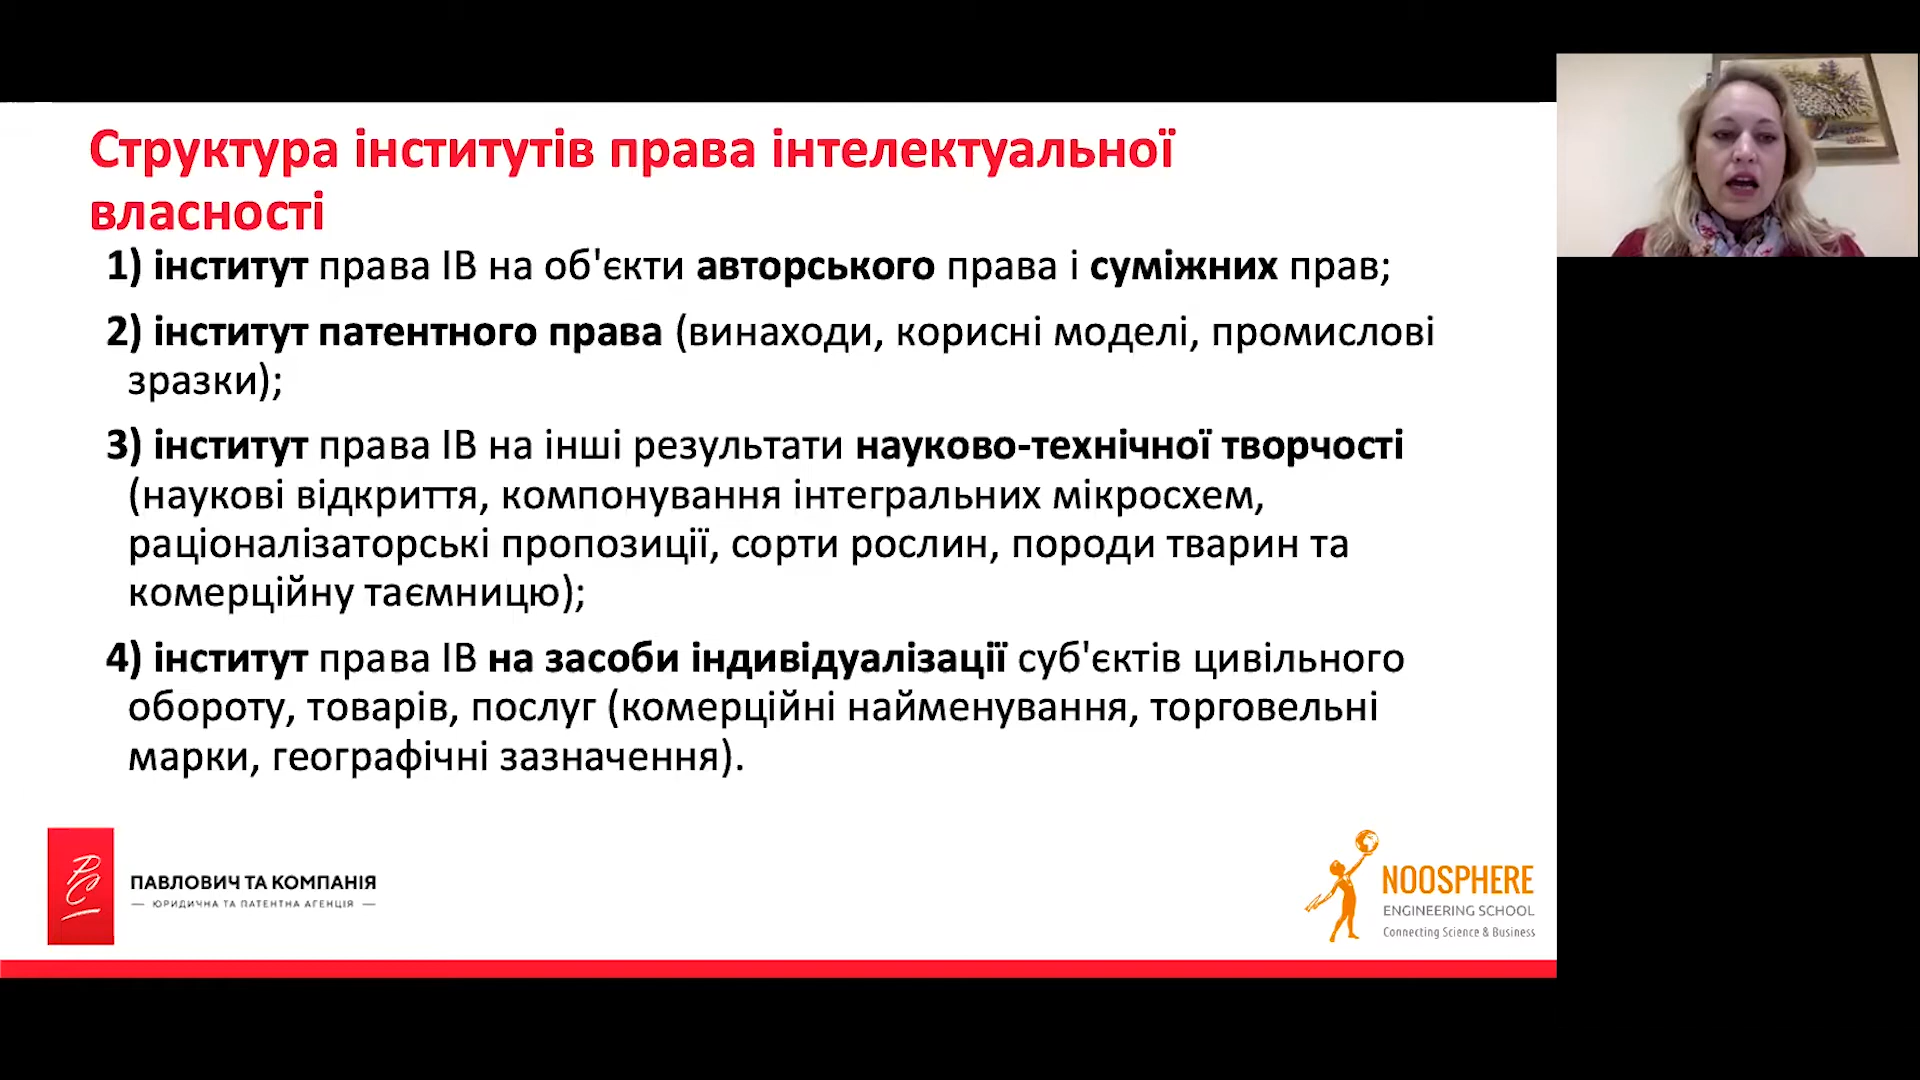 Структура інститутів права інтелектуальної
власності
1) інститут права ІВ на об'єкти авторського права і суміжних прав;
2) інститут патентного права (винаходи, корисні моделі, промислові
зразки);
3) інститут права ІВ на інші результати науково-технічної творчості
(наукові відкриття, компонування інтегральних мікросхем,
раціоналізаторські пропозиції, сорти рослин, породи тварин та
комерційну таємницю);
4) інститут права ІВ на засоби індивідуалізації суб'єктів цивільного
обороту, товарів, послуг (комерційні найменування, торговельні
марки, географічні зазначення).
ПАВЛОВИЧ ТА КОМПАНІЯ
— ЮРИДИЧНА ТА ПАТЕНТНА АГЕНЦІЯ —
NOOSPHERE
ENGINEERING SCHOOL
Connecting Science & Business